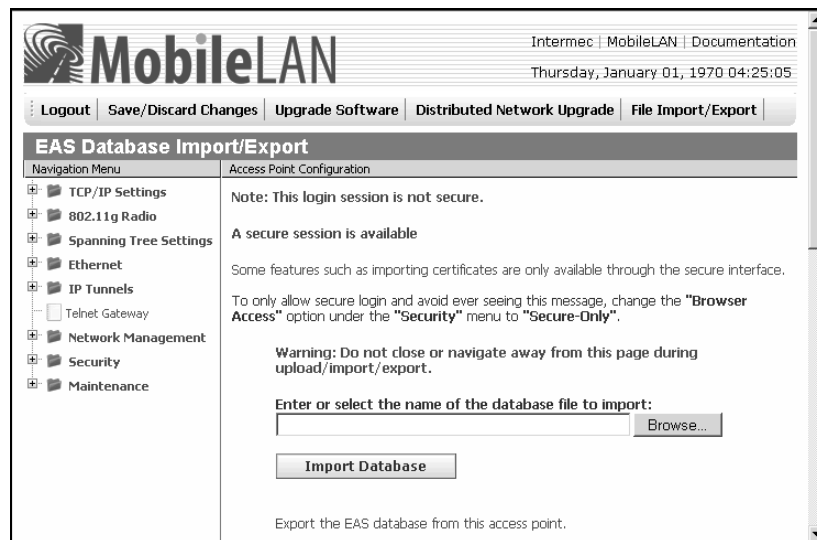 MobileLAN
Intermec | MobileLAN | Documentation
Thursday, January 01, 1970 04:25:05
Logout | Save/Discard Changes | Upgrade Software | Distributed Network Upgrade | File Import/Export |
EAS Database Import/Export
Navigation Menu
TCP/IP Settings
802.11g Radio
Spanning Tree Settings
Ethernet
IP Tunnels
Telnet Gateway
Network Management
Security
Maintenance
Access Point Configuration
Note: This login session is not secure.
A secure session is available
Some features such as importing certificates are only available through the secure interface.
To only allow secure login and avoid ever seeing this message, change the "Browser
Access" option under the "Security" menu to "Secure-Only".
Warning: Do not close or navigate away from this page during
upload/import/export.
Enter or select the name of the database file to import:
Browse...
Import Database
Export the EAS database from this access point.